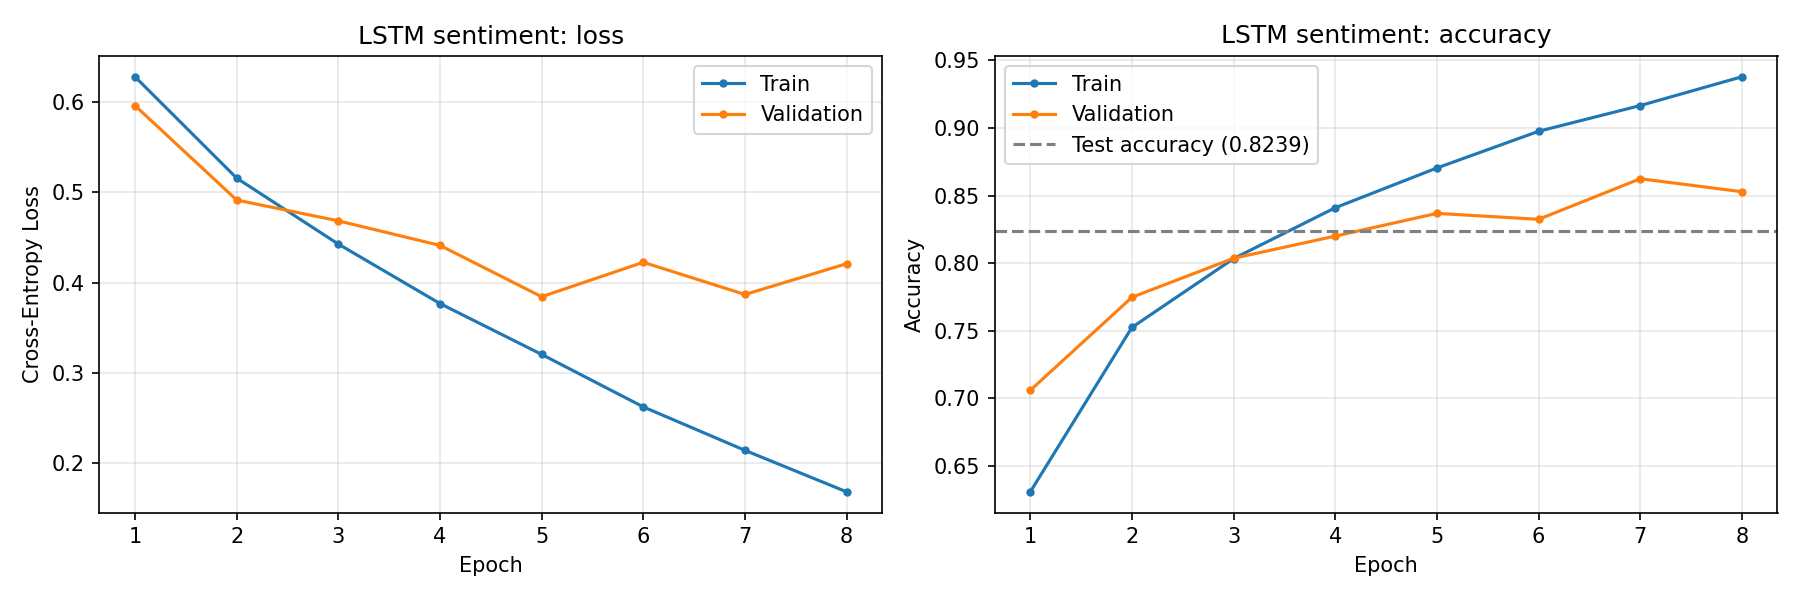 LSTM sentiment: loss
Cross-Entropy Loss
0.6
0.5
0.4
0.3
0.2
Train
Validation
1 2 3 4 5 6 7 8
Epoch
LSTM sentiment: accuracy
Accuracy
0.95
0.90
0.85
0.80
0.75
0.70
0.65
Train
Validation
Test accuracy (0.8239)
1 2 3 4 5 6 7 8
Epoch